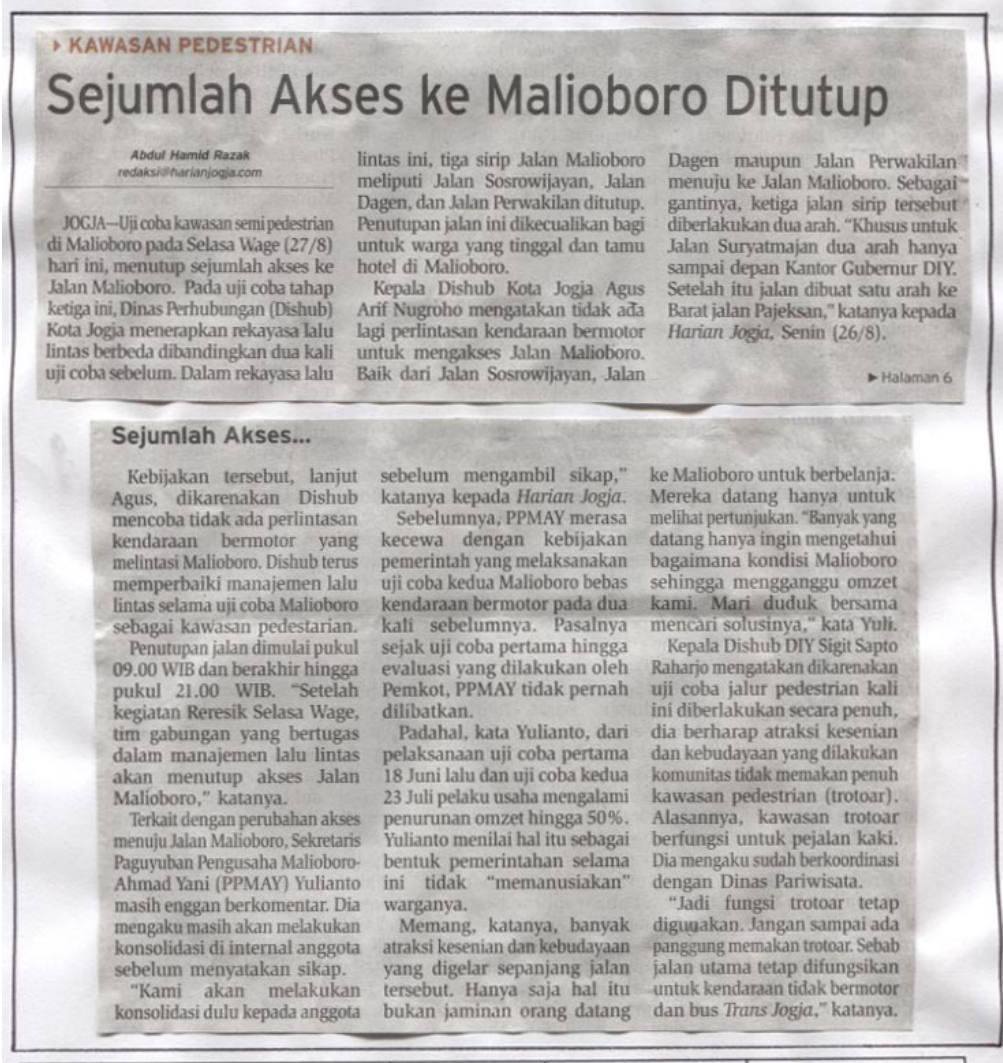 KAWASAN PEDESTRIAN
Sejumlah Akses ke Malioboro Ditutup
Abdul Hamid Razak
redaksi@harianjogja.com
JOGJA—Uji coba kawasan semi pedestrian
di Malioboro pada Selasa Wage (27/8)
hari ini, menutup sejumlah akses ke
Jalan Malioboro. Pada uji coba tahap
ketiga ini, Dinas Perhubungan (Dishub)
Kota Jogja menerapkan rekayasa lalu
lintas berbeda dibandingkan dua kali
uji coba sebelum. Dalam rekayasa lalu
lintas ini, tiga sirip Jalan Malioboro
meliputi Jalan Sosrowijayan, Jalan
Dagen, dan Jalan Perwakilan ditutup.
Penutupan jalan ini dikecualikan bagi
untuk warga yang tinggal dan tamu
hotel di Malioboro.
Kepala Dishub Kota Jogja Agus
Arif Nugroho mengatakan tidak ada
lagi perlintasan kendaraan bermotor
untuk mengakses Jalan Malioboro.
Baik dari Jalan Sosrowijayan, Jalan
Dagen maupun Jalan Perwakilan
menuju ke Jalan Malioboro. Sebagai
gantinya, ketiga jalan sirip tersebut
diberlakukan dua arah. “Khusus untuk
Jalan Suryatmajan dua arah hanya
sampai depan Kantor Gubernur DIY.
Setelah itu jalan dibuat satu arah ke
Barat jalan Pajeksan,” katanya kepada
Harian Jogja, Senin (26/8).
▶ Halaman 6
Sejumlah Akses...
Kebijakan tersebut, lanjut
Agus, dikarenakan Dishub
mencoba tidak ada perlintasan
kendaraan bermotor yang
melintasi Malioboro. Dishub terus
memperbaiki manajemen lalu
lintas selama uji coba Malioboro
sebagai kawasan pedestarian.
Penutupan jalan dimulai pukul
09.00 WIB dan berakhir hingga
pukul 21.00 WIB. “Setelah
kegiatan Reresik Selasa Wage,
tim gabungan yang bertugas
dalam manajemen lalu lintas
akan menutup akses Jalan
Malioboro,” katanya.
Terkait dengan perubahan akses
menuju Jalan Malioboro, Sekretaris
Paguyuban Pengusaha Malioboro-
Ahmad Yani (PPMAY) Yulianto
masih enggan berkomentar. Dia
mengaku masih akan melakukan
konsolidasi di internal anggota
sebelum menyatakan sikap.
“Kami akan melakukan
konsolidasi dulu kepada anggota
sebelum mengambil sikap,”
katanya kepada Harian Jogja.
Sebelumnya, PPMAY merasa
kecewa dengan kebijakan
pemerintah yang melaksanakan
uji coba kedua Malioboro bebas
kendaraan bermotor pada dua
kali sebelumnya. Pasalnya
sejak uji coba pertama hingga
evaluasi yang dilakukan oleh
Pemkot, PPMAY tidak pernah
dilibatkan.
Padahal, kata Yulianto, dari
pelaksanaan uji coba pertama
18 Juni lalu dan uji coba kedua
23 Juli pelaku usaha mengalami
penurunan omzet hingga 50%.
Yulianto menilai hal itu sebagai
bentuk pemerintahan selama
ini tidak “memanusiakan”
warganya.
Memang, katanya, banyak
atraksi kesenian dan kebudayaan
yang digelar sepanjang jalan
tersebut. Hanya saja hal itu
bukan jaminan orang datang
ke Malioboro untuk berbelanja.
Mereka datang hanya untuk
melihat pertunjukan. “Banyak yang
datang hanya ingin mengetahui
bagaimana kondisi Malioboro
sehingga mengganggu omzet
kami. Mari duduk bersama
mencari solusinya,” kata Yuli.
Kepala Dishub DIY Sigit Sapto
Raharjo mengatakan dikarenakan
uji coba jalur pedestrian kali
ini diberlakukan secara penuh,
dia berharap atraksi kesenian
dan kebudayaan yang dilakukan
komunitas tidak memakan penuh
kawasan pedestrian (trotoar).
Alasannya, kawasan trotoar
berfungsi untuk pejalan kaki.
Dia mengaku sudah berkoordinasi
dengan Dinas Pariwisata.
“Jadi fungsi trotoar tetap
digunakan. Jangan sampai ada
panggung memakan trotoar. Sebab
jalan utama tetap difungsikan
untuk kendaraan tidak bermotor
dan bus Trans Jogja,” katanya.